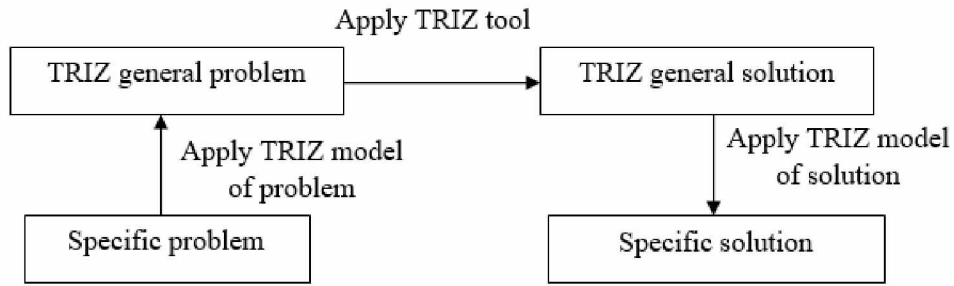 Apply TRIZ tool
TRIZ general problem
TRIZ general solution
Apply TRIZ model
of problem
Apply TRIZ model
of solution
Specific problem
Specific solution